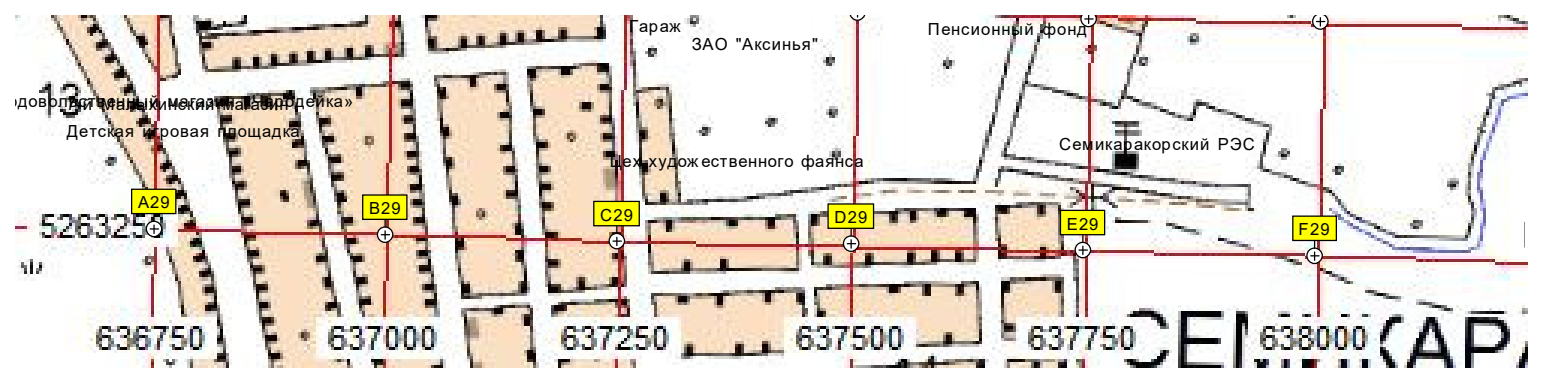 Гараж
Пенсионный фонд
ЗАО "Аксинья"
13
Детская игровая площадка
Семикаракорский РЭС
Цех художественного фаянса
A29
B29
C29
D29
E29
F29
526325
636750
637000
637250
637500
637750
638000